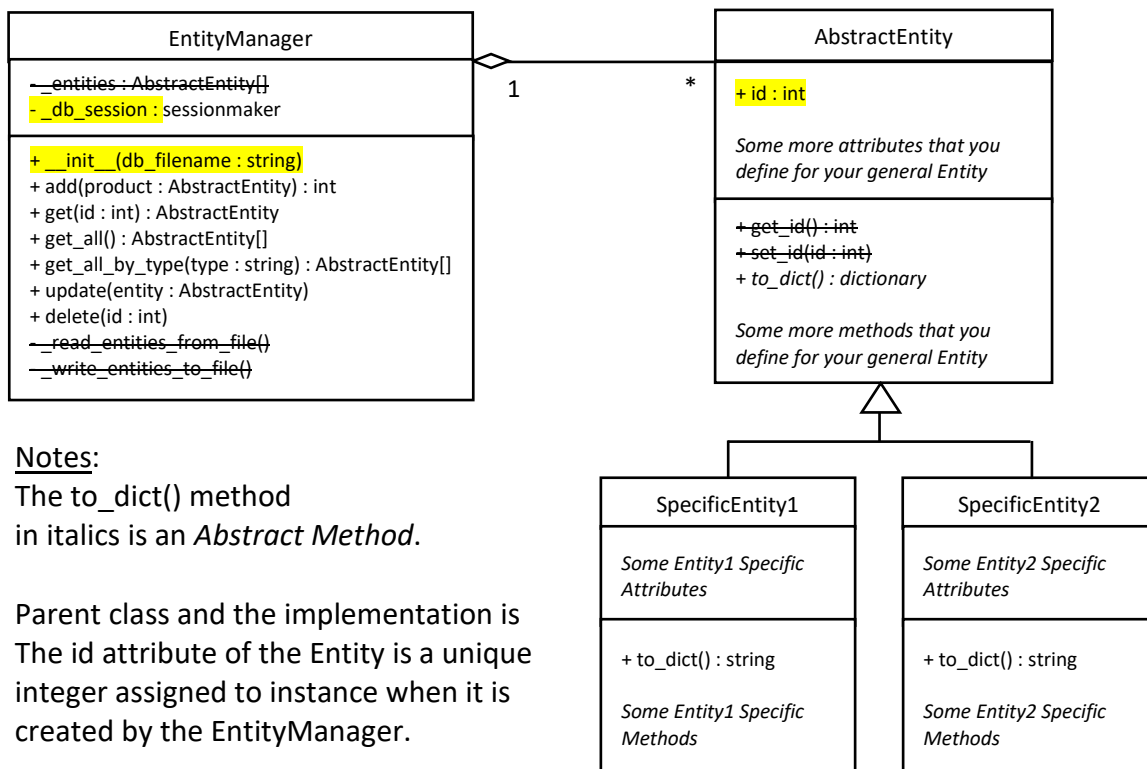 EntityManager
- _entities : AbstractEntity[]
- _db_session : sessionmaker
+ __init__(db_filename : string)
+ add(product : AbstractEntity) : int
+ get(id : int) : AbstractEntity
+ get_all() : AbstractEntity[]
+ get_all_by_type(type : string) : AbstractEntity[]
+ update(entity : AbstractEntity)
+ delete(id : int)
- _read_entities_from_file()
- _write_entities_to_file()
1
*
AbstractEntity
+ id : int
Some more attributes that you
define for your general Entity
+ get_id() : int
+ set_id(id : int)
+ to_dict() : dictionary
Some more methods that you
define for your general Entity
Notes:
The to_dict() method
in italics is an Abstract Method.
Parent class and the implementation is
The id attribute of the Entity is a unique
integer assigned to instance when it is
created by the EntityManager.
SpecificEntity1
Some Entity1 Specific
Attributes
+ to_dict() : string
Some Entity1 Specific
Methods
SpecificEntity2
Some Entity2 Specific
Attributes
+ to_dict() : string
Some Entity2 Specific
Methods